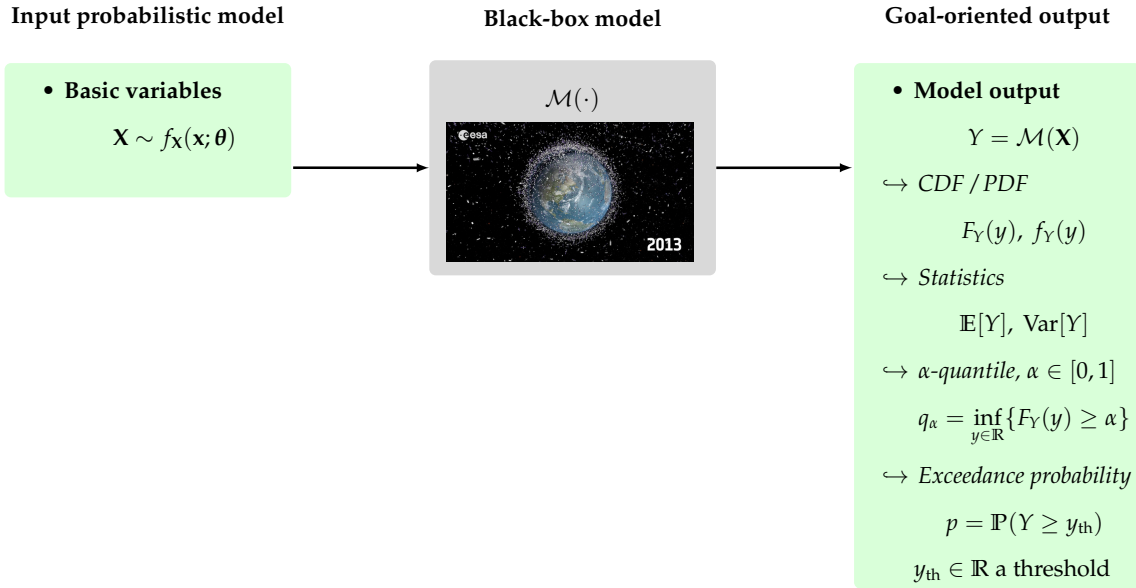 Input probabilistic model
Black-box model
Goal-oriented output
• Basic variables
X ∼ f_X(x; θ)
M(·)
esa
2013
• Model output
Y = M(X)
↪ CDF / PDF
F_Y(y), f_Y(y)
↪ Statistics
𝔼[Y], Var[Y]
↪ α-quantile, α ∈ [0, 1]
q_α = inf_{y∈ℝ}{F_Y(y) ≥ α}
↪ Exceedance probability
p = ℙ(Y ≥ y_th)
y_th ∈ ℝ a threshold